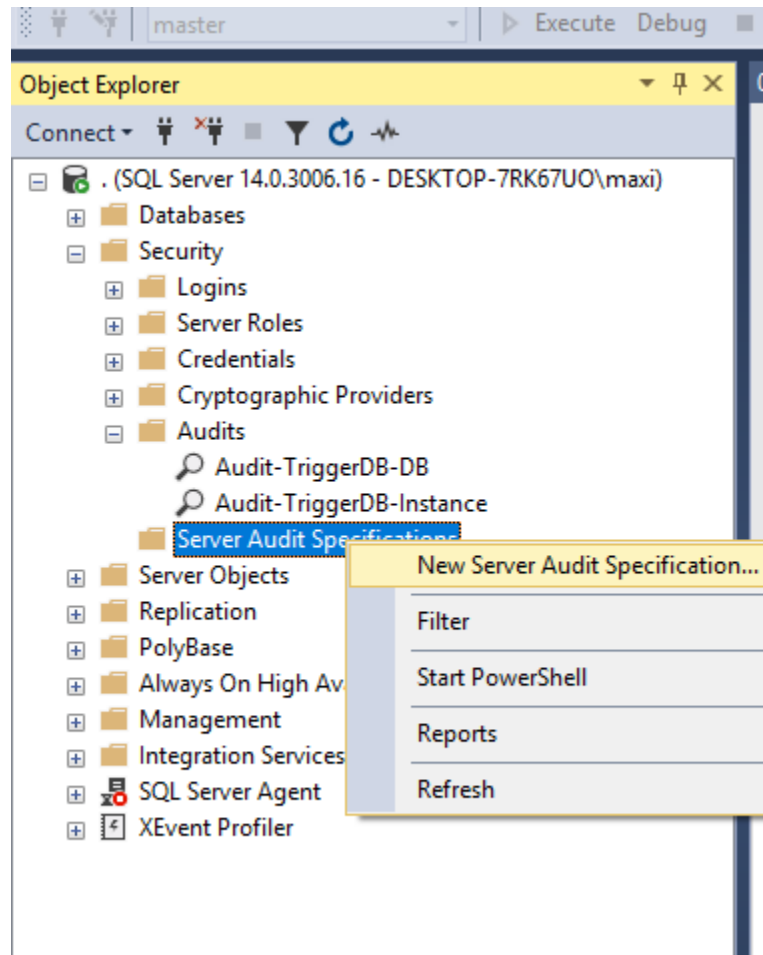 master
Execute Debug
Object Explorer
Connect
. (SQL Server 14.0.3006.16 - DESKTOP-7RK67UO\maxi)
Databases
Security
Logins
Server Roles
Credentials
Cryptographic Providers
Audits
Audit-TriggerDB-DB
Audit-TriggerDB-Instance
Server Audit Specifications
New Server Audit Specification...
Server Objects
Filter
Replication
PolyBase
Start PowerShell
Always On High Av
Management
Reports
Integration Services
SQL Server Agent
Refresh
XEvent Profiler